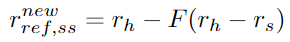 r_{ref,ss}^{new} = r_h - F(r_h - r_s)